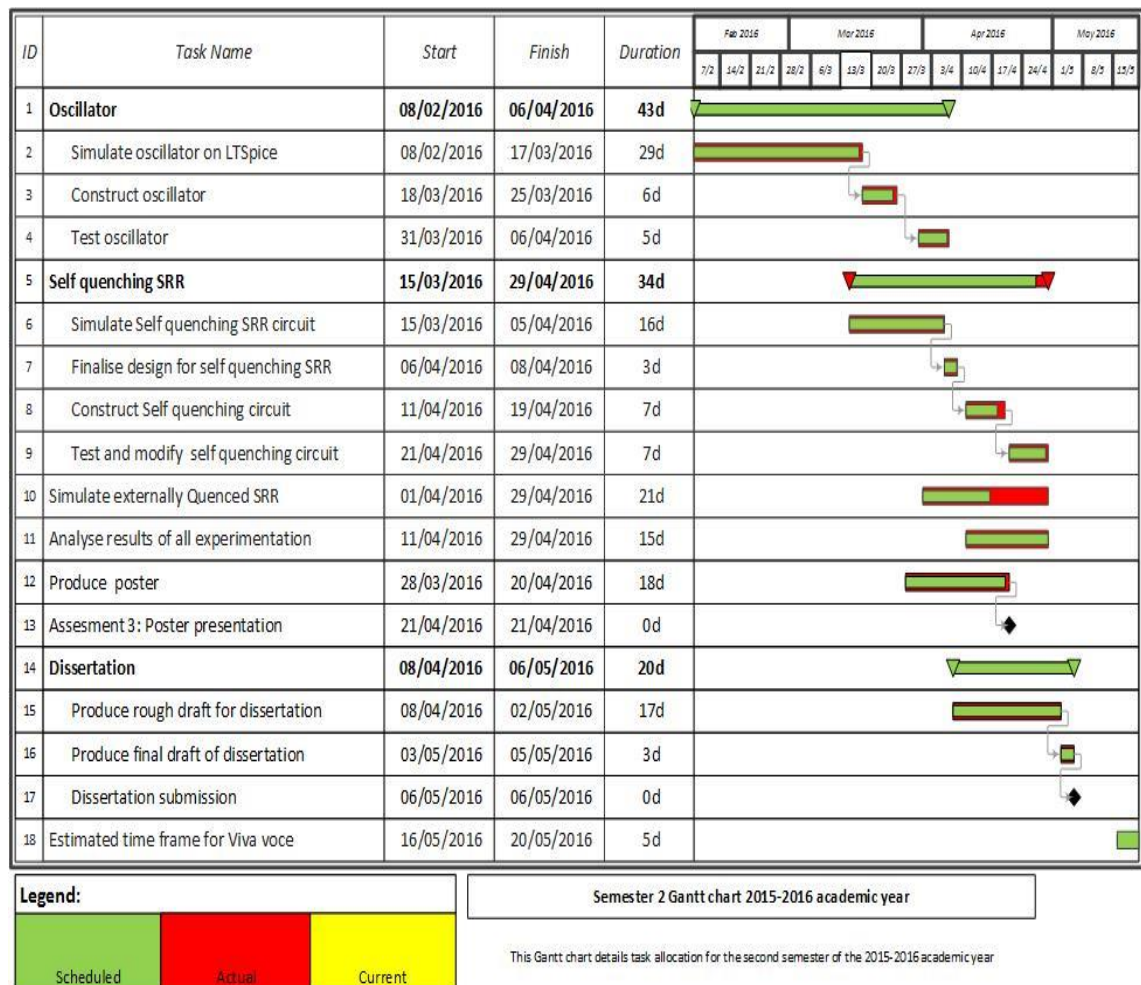 ID Task Name Start Finish Duration Feb 2016 Mar 2016 Apr 2016 May 2016
7/2 14/2 21/2 28/2 6/3 13/3 20/3 27/3 3/4 10/4 17/4 24/4 1/5 8/5 15/5
1 Oscillator 08/02/2016 06/04/2016 43d
2 Simulate oscillator on LTSpice 08/02/2016 17/03/2016 29d
3 Construct oscillator 18/03/2016 25/03/2016 6d
4 Test oscillator 31/03/2016 06/04/2016 5d
5 Self quenching SRR 15/03/2016 29/04/2016 34d
6 Simulate Self quenching SRR circuit 15/03/2016 05/04/2016 16d
7 Finalise design for self quenching SRR 06/04/2016 08/04/2016 3d
8 Construct Self quenching circuit 11/04/2016 19/04/2016 7d
9 Test and modify self quenching circuit 21/04/2016 29/04/2016 7d
10 Simulate externally Quenced SRR 01/04/2016 29/04/2016 21d
11 Analyse results of all experimentation 11/04/2016 29/04/2016 15d
12 Produce poster 28/03/2016 20/04/2016 18d
13 Assesment 3: Poster presentation 21/04/2016 21/04/2016 0d
14 Dissertation 08/04/2016 06/05/2016 20d
15 Produce rough draft for dissertation 08/04/2016 02/05/2016 17d
16 Produce final draft of dissertation 03/05/2016 05/05/2016 3d
17 Dissertation submission 06/05/2016 06/05/2016 0d
18 Estimated time frame for Viva voce 16/05/2016 20/05/2016 5d
Legend:
Scheduled Actual Current
Semester 2 Gantt chart 2015-2016 academic year
This Gantt chart details task allocation for the second semester of the 2015-2016 academic year